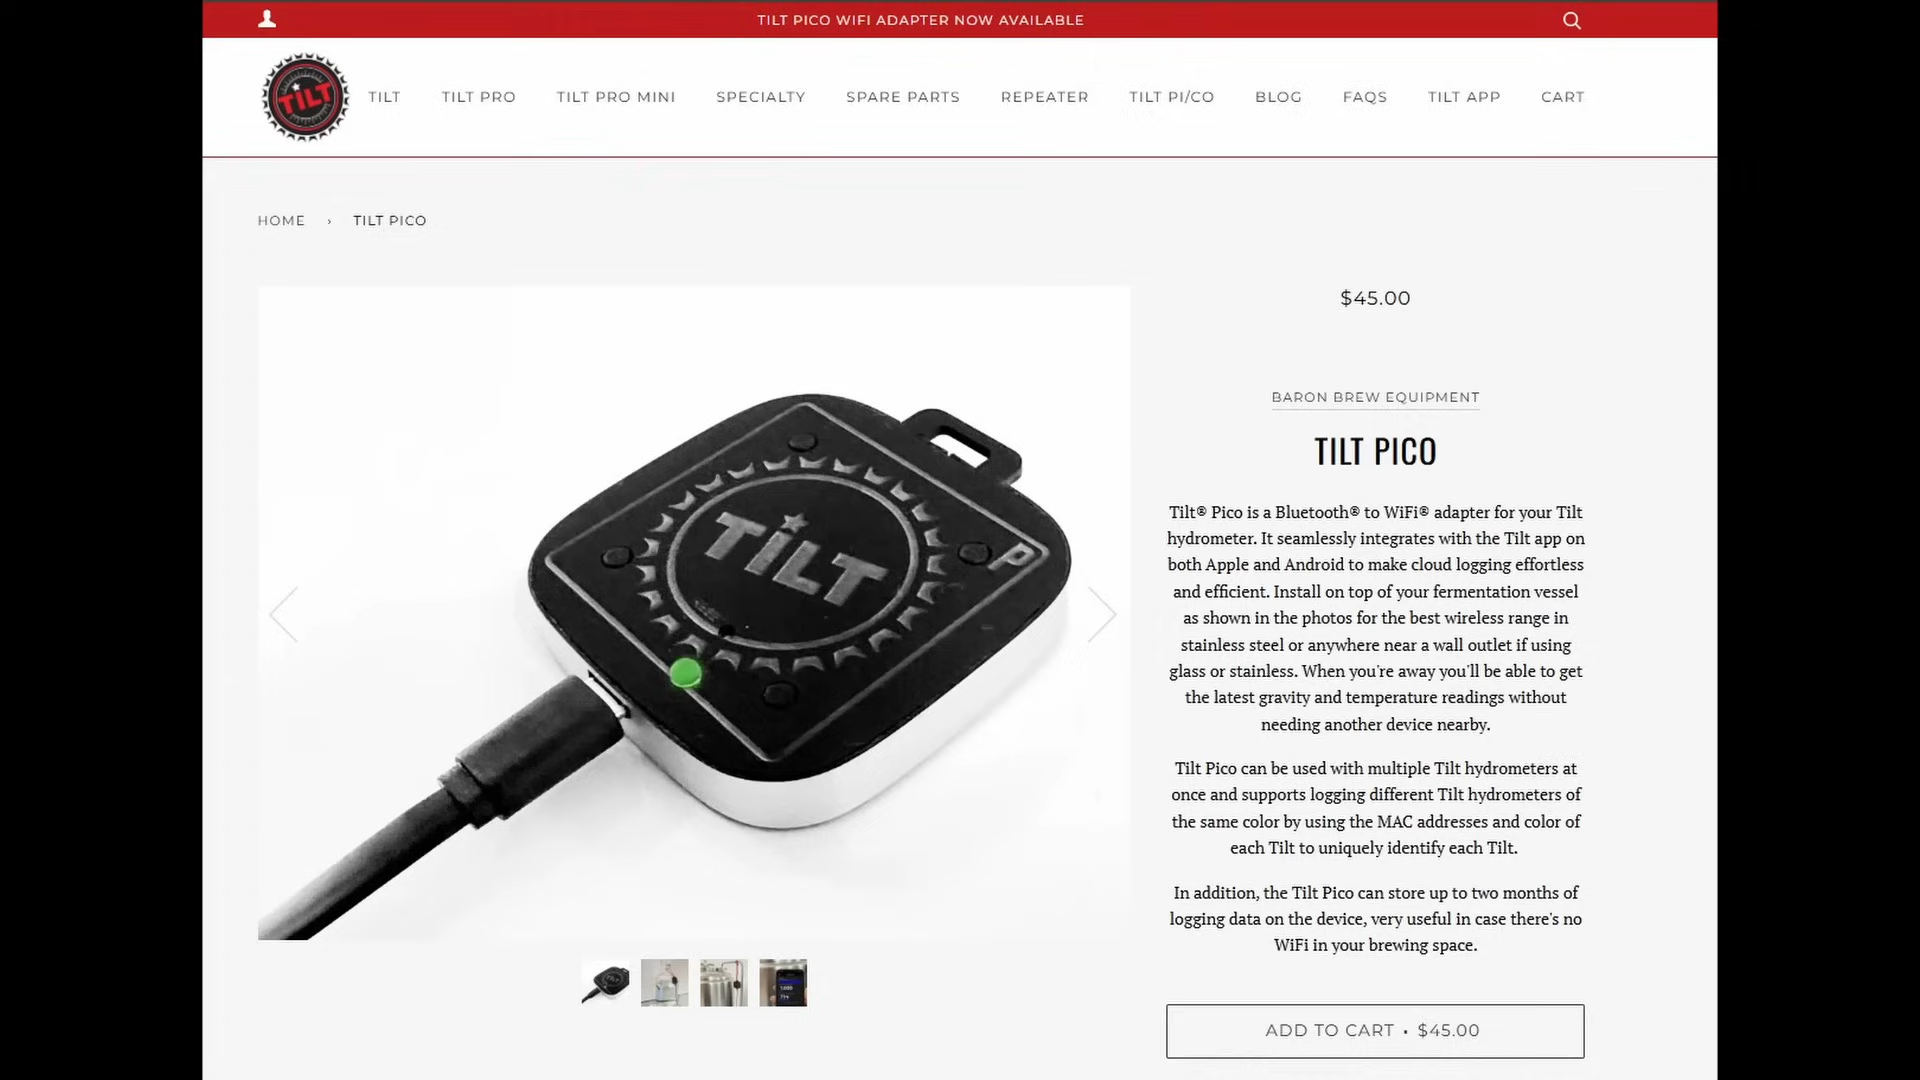 TILT PICO WIFI ADAPTER NOW AVAILABLE
TILT
TILT TILT PRO TILT PRO MINI SPECIALTY SPARE PARTS REPEATER TILT PI/CO BLOG FAQS TILT APP CART
HOME › TILT PICO
TILT
P
$45.00
BARON BREW EQUIPMENT
TILT PICO
Tilt® Pico is a Bluetooth® to WiFi® adapter for your Tilt
hydrometer. It seamlessly integrates with the Tilt app on
both Apple and Android to make cloud logging effortless
and efficient. Install on top of your fermentation vessel
as shown in the photos for the best wireless range in
stainless steel or anywhere near a wall outlet if using
glass or stainless. When you're away you'll be able to get
the latest gravity and temperature readings without
needing another device nearby.
Tilt Pico can be used with multiple Tilt hydrometers at
once and supports logging different Tilt hydrometers of
the same color by using the MAC addresses and color of
each Tilt to uniquely identify each Tilt.
In addition, the Tilt Pico can store up to two months of
logging data on the device, very useful in case there's no
WiFi in your brewing space.
ADD TO CART • $45.00